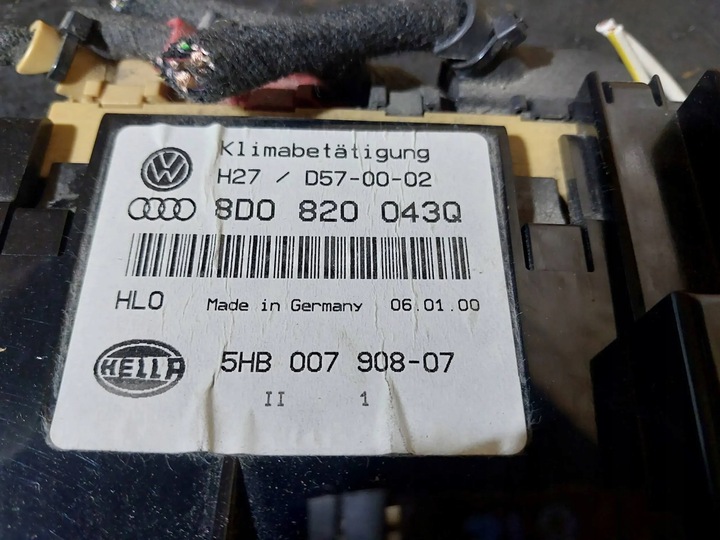 Klimabetätigung
H27 / D57-00-02
8D0 820 043Q
HLO Made in Germany 06.01.00
HELLA 5HB 007 908-07
II 1